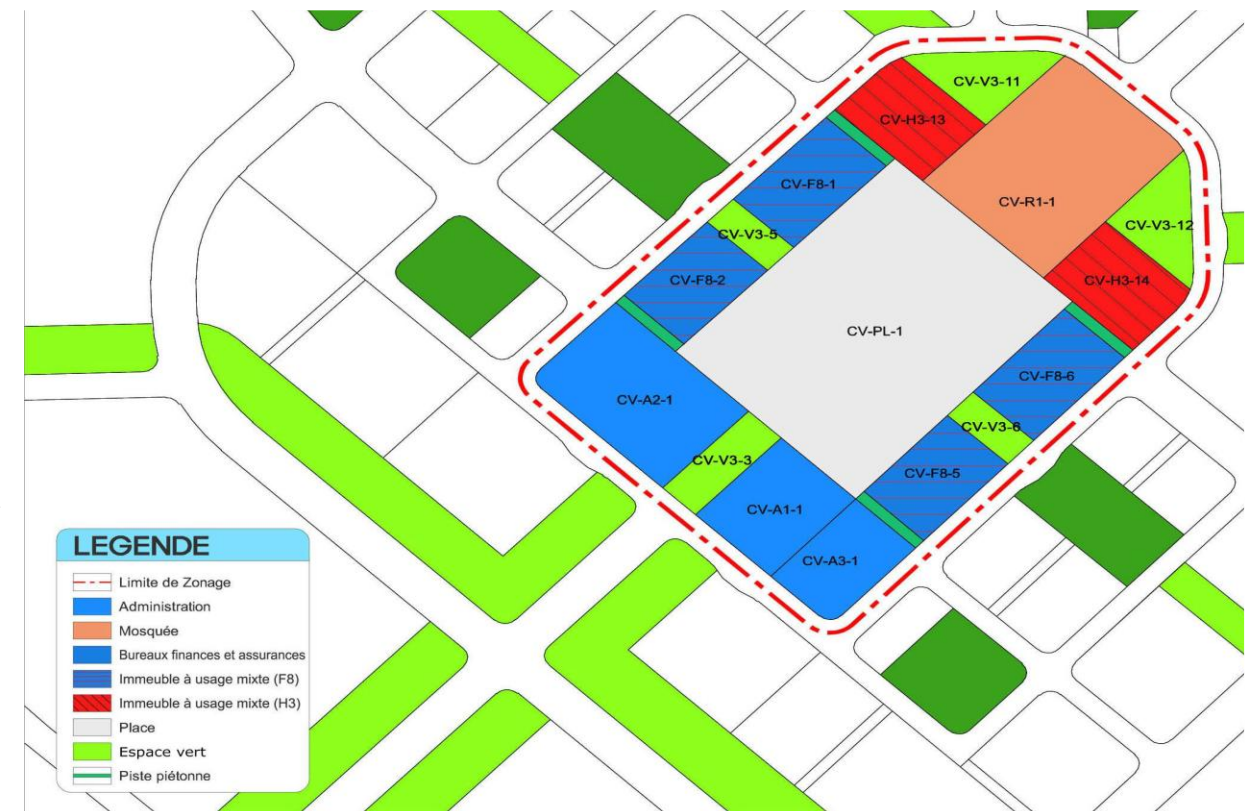 CV-V3-11
CV-H3-13
CV-F8-1
CV-R1-1
CV-V3-12
CV-V3-5
CV-F8-2
CV-H3-14
CV-PL-1
CV-F8-6
CV-A2-1
CV-V3-6
CV-V3-3
CV-F8-5
CV-A1-1
CV-A3-1
LEGENDE
Limite de Zonage
Administration
Mosquée
Bureaux finances et assurances
Immeuble à usage mixte (F8)
Immeuble à usage mixte (H3)
Place
Espace vert
Piste piétonne